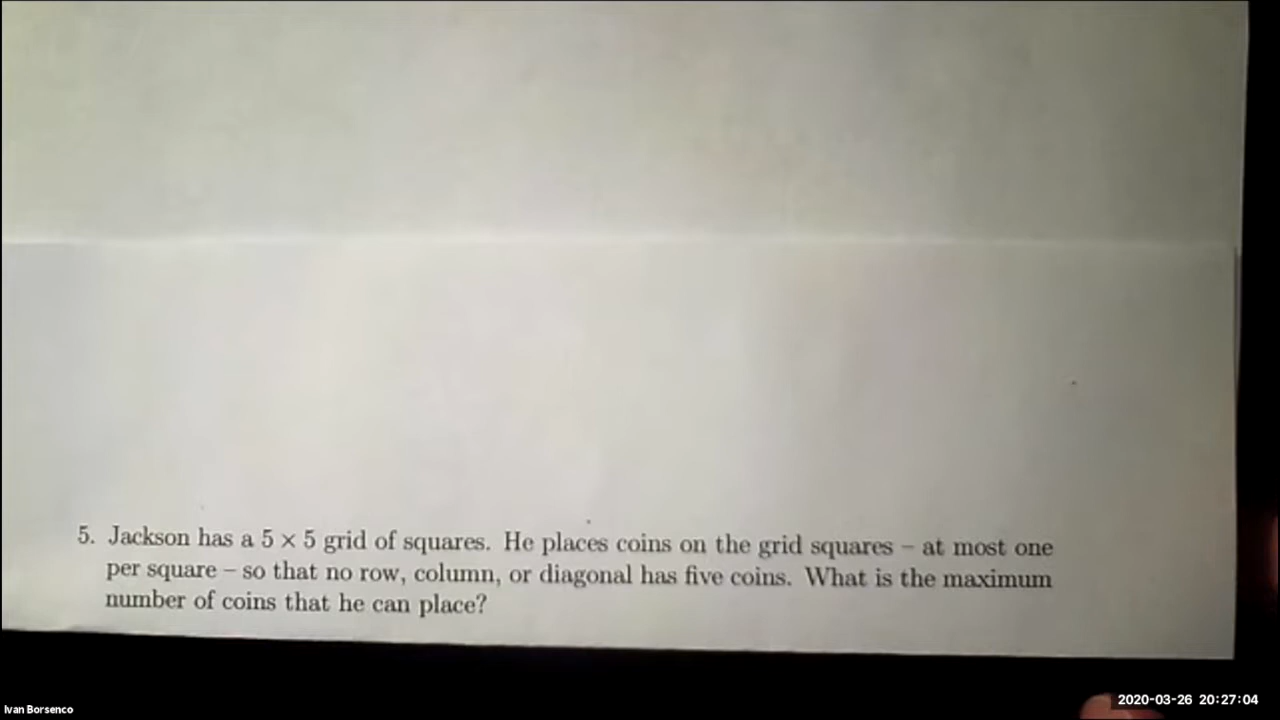 5. Jackson has a 5 × 5 grid of squares. He places coins on the grid squares – at most one
per square – so that no row, column, or diagonal has five coins. What is the maximum
number of coins that he can place?
Ivan Borsenco
2020-03-26 20:27:04